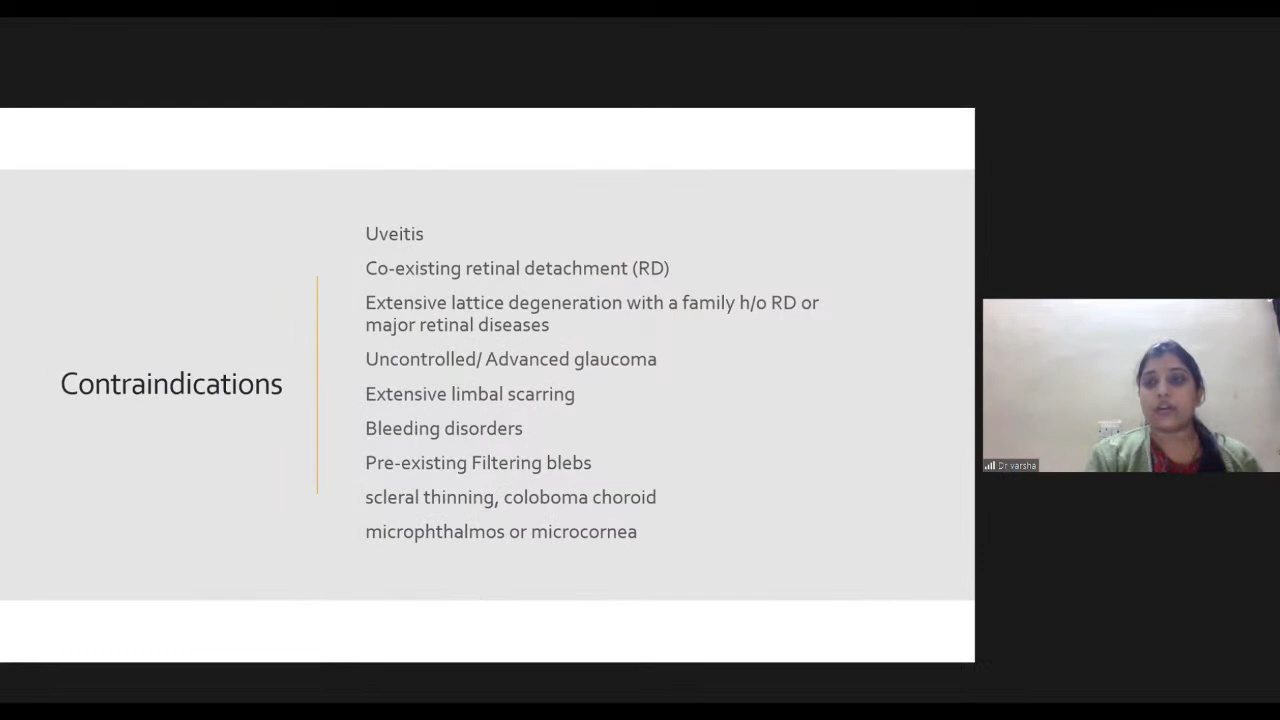 Contraindications
Uveitis
Co-existing retinal detachment (RD)
Extensive lattice degeneration with a family h/o RD or
major retinal diseases
Uncontrolled/ Advanced glaucoma
Extensive limbal scarring
Bleeding disorders
Pre-existing Filtering blebs
scleral thinning, coloboma choroid
microphthalmos or microcornea
Dr varsha